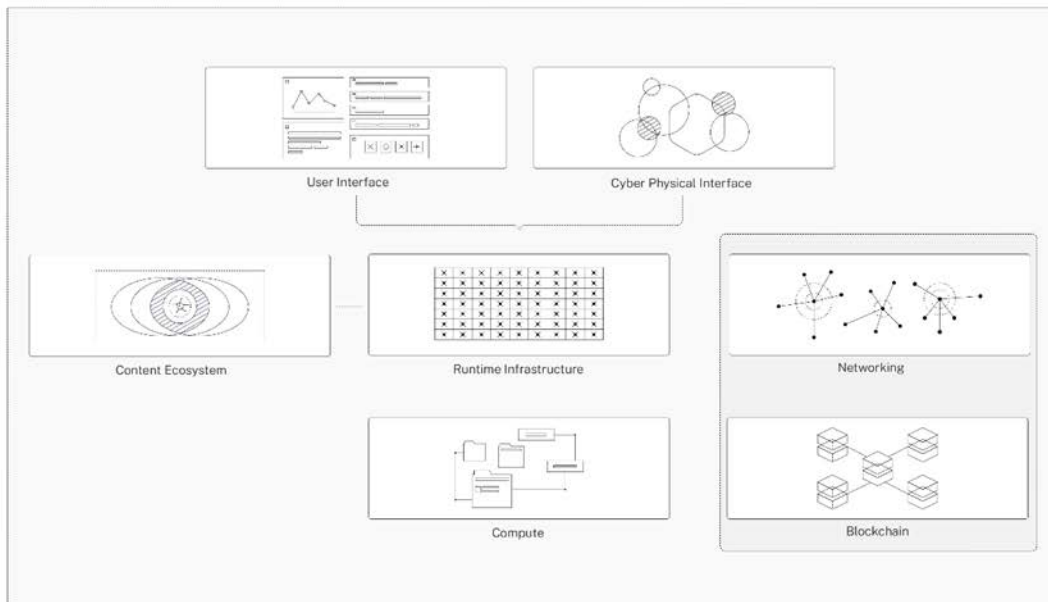 User Interface
Cyber Physical Interface
Content Ecosystem
Runtime Infrastructure
Networking
Compute
Blockchain